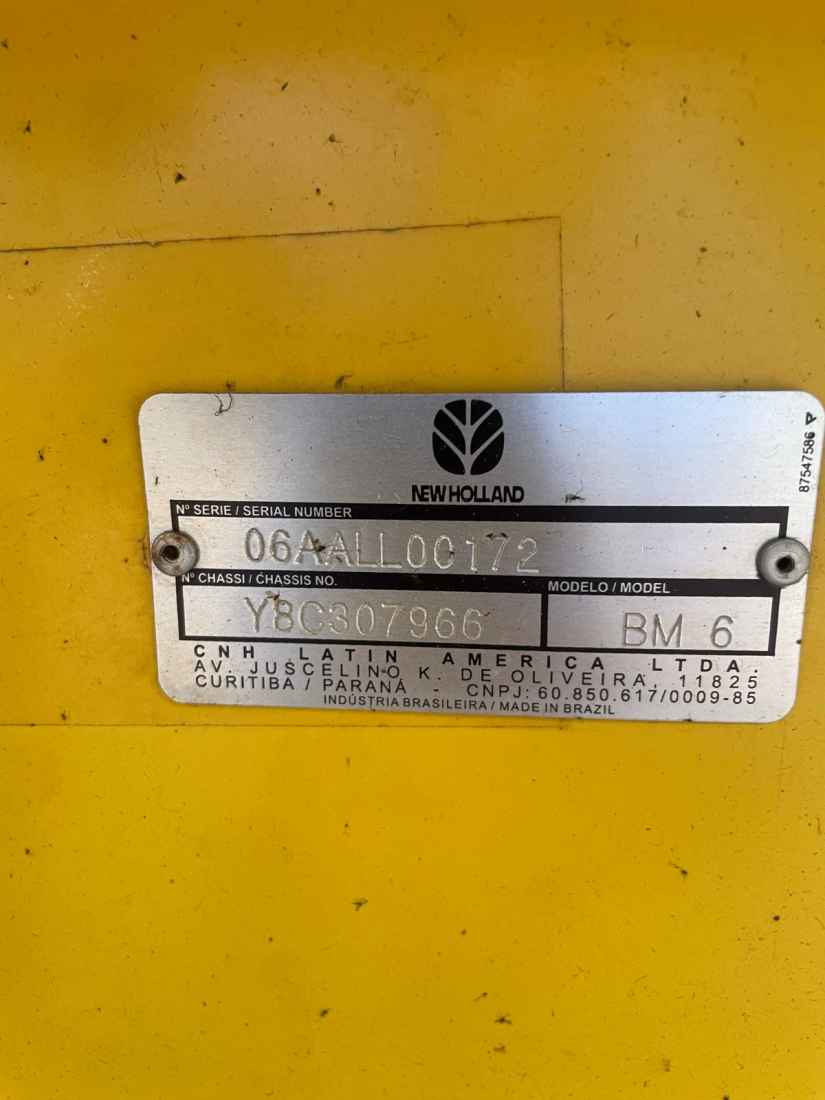 NEW HOLLAND
87547586 P
Nº SERIE / SERIAL NUMBER
06AALL00172
Nº CHASSI / CHASSIS NO.
MODELO / MODEL
Y8C307966
BM 6
CNH LATIN AMERICA LTDA.
AV. JUSCELINO K. DE OLIVEIRA, 11825
CURITIBA / PARANÁ - CNPJ: 60.850.617/0009-85
INDÚSTRIA BRASILEIRA / MADE IN BRAZIL